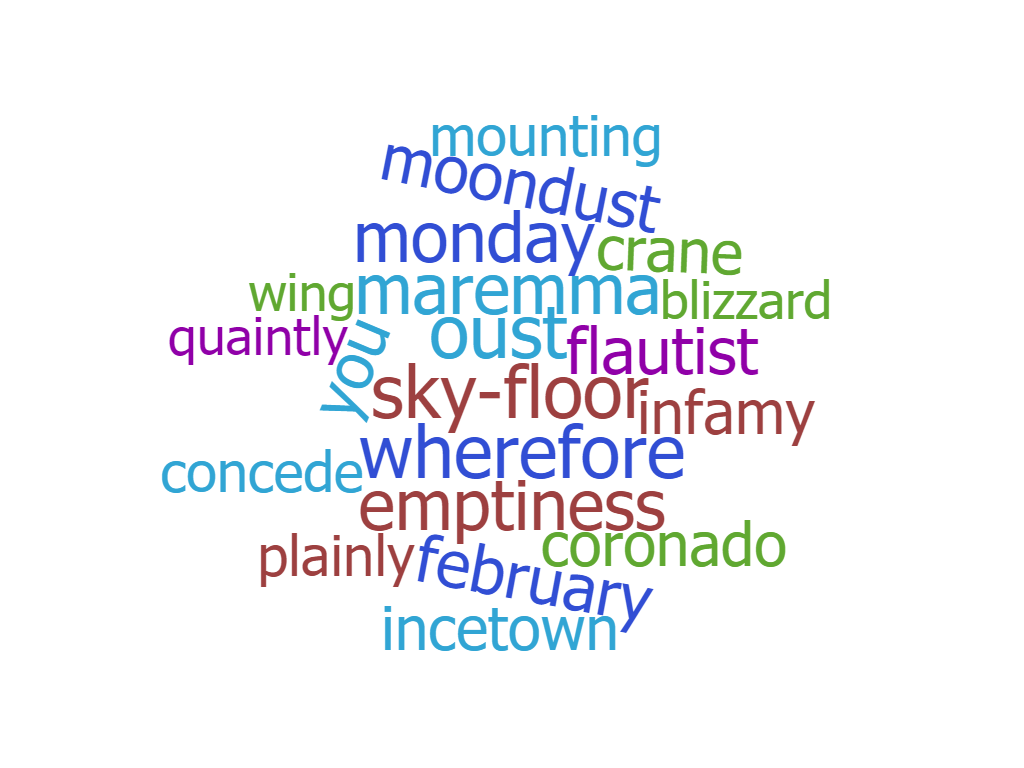 mounting
moondust
monday
crane
wing
maremma
blizzard
quaintly
you
oust
flautist
sky-floor
infamy
wherefore
concede
emptiness
coronado
plainly
february
incetown